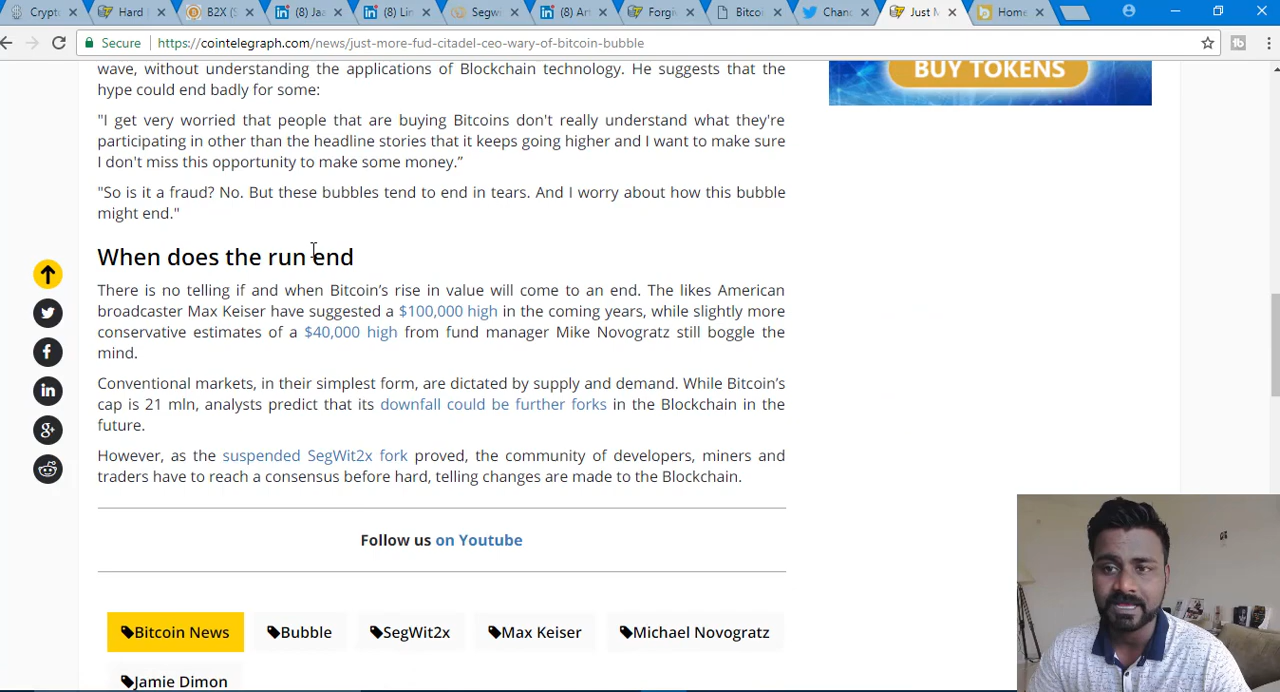 Crypt
Hard
B2X (S
(8) Jaa
(8) Lin
Segw
(8) Ar
Forgiv
Bitcoi
Chan
Just M
Home
Secure
https://cointelegraph.com/news/just-more-fud-citadel-ceo-wary-of-bitcoin-bubble
wave, without understanding the applications of Blockchain technology. He suggests that the
hype could end badly for some:
BUY TOKENS
"I get very worried that people that are buying Bitcoins don't really understand what they're
participating in other than the headline stories that it keeps going higher and I want to make sure
I don't miss this opportunity to make some money.”
"So is it a fraud? No. But these bubbles tend to end in tears. And I worry about how this bubble
might end."
When does the run end
There is no telling if and when Bitcoin’s rise in value will come to an end. The likes American
broadcaster Max Keiser have suggested a $100,000 high in the coming years, while slightly more
conservative estimates of a $40,000 high from fund manager Mike Novogratz still boggle the
mind.
Conventional markets, in their simplest form, are dictated by supply and demand. While Bitcoin’s
cap is 21 mln, analysts predict that its downfall could be further forks in the Blockchain in the
future.
However, as the suspended SegWit2x fork proved, the community of developers, miners and
traders have to reach a consensus before hard, telling changes are made to the Blockchain.
Follow us on Youtube
Bitcoin News
Bubble
SegWit2x
Max Keiser
Michael Novogratz
Jamie Dimon